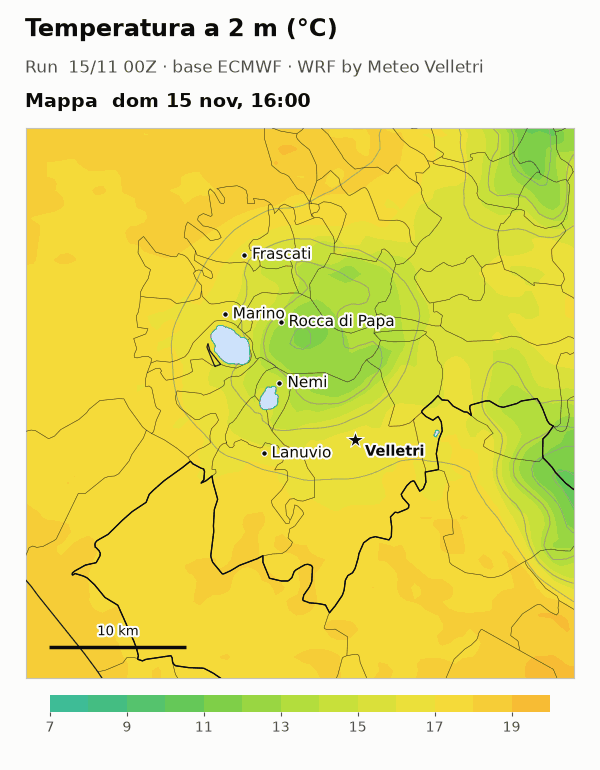 Temperatura a 2 m (°C)
Run  15/11 00Z · base ECMWF · WRF by Meteo Velletri
Mappa  dom 15 nov, 16:00
Frascati
Marino
Rocca di Papa
Nemi
Velletri
Lanuvio
10 km
7 9 11 13 15 17 19